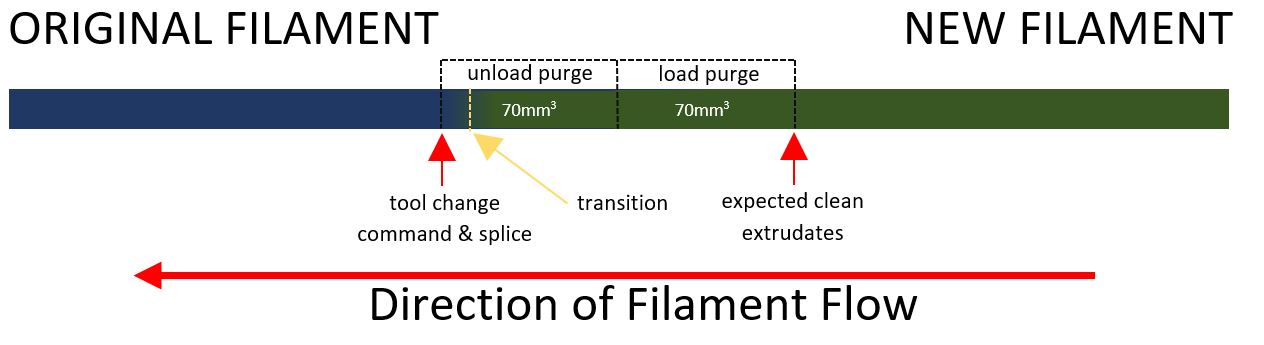 ORIGINAL FILAMENT
NEW FILAMENT
unload purge
load purge
70mm³
70mm³
tool change
command & splice
transition
expected clean
extrudates
Direction of Filament Flow